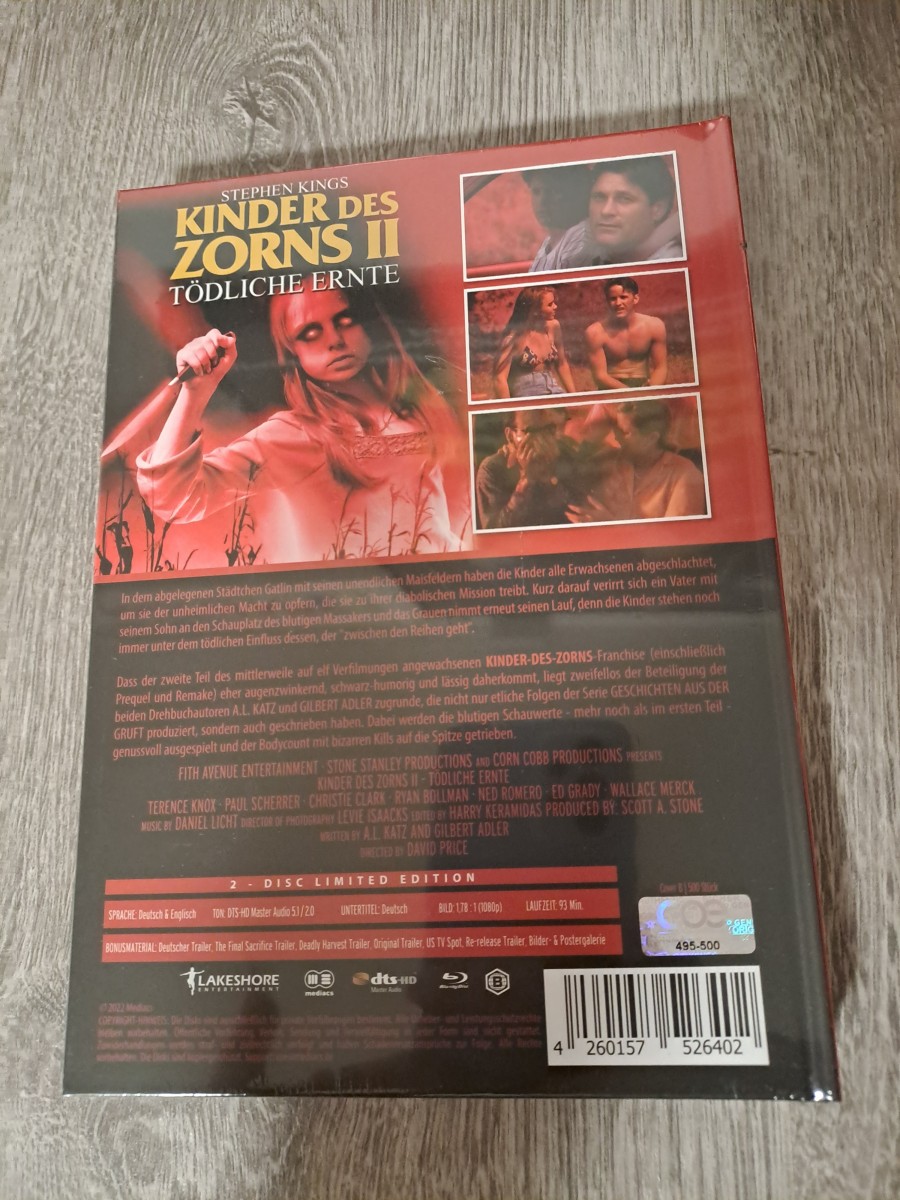 STEPHEN KINGS
KINDER DES
ZORNS II
TÖDLICHE ERNTE
In dem abgelegenen Städtchen Gatlin mit seinen unendlichen Maisfeldern haben die Kinder alle Erwachsenen abgeschlachtet,
um sie der unheimlichen Macht zu opfern, die sie zu ihrer diabolischen Mission treibt. Kurz darauf verirrt sich ein Vater mit
seinem Sohn an den Schauplatz des blutigen Massakers und das Grauen nimmt erneut seinen Lauf, denn die Kinder stehen noch
immer unter dem tödlichen Einfluss dessen, der "zwischen den Reihen geht".
Dass der zweite Teil des mittlerweile auf elf Verfilmungen angewachsenen KINDER-DES-ZORNS-Franchise (einschließlich
Prequel und Remake) eher augenzwinkernd, schwarz-humorig und lässig daherkommt, liegt zweifellos der Beteiligung der
beiden Drehbuchautoren A.L. KATZ und GILBERT ADLER zugrunde, die nicht nur etliche Folgen der Serie GESCHICHTEN AUS DER
GRUFT produziert, sondern auch geschrieben haben. Dabei werden die blutigen Schauwerte - mehr noch als im ersten Teil -
genussvoll ausgespielt und der Bodycount mit bizarren Kills auf die Spitze getrieben.
FITH AVENUE ENTERTAINMENT · STONE STANLEY PRODUCTIONS AND CORN COBB PRODUCTIONS PRESENTS
KINDER DES ZORNS II - TÖDLICHE ERNTE
TERENCE KNOX · PAUL SCHERRER · CHRISTIE CLARK · RYAN BOLLMAN · NED ROMERO · ED GRADY · WALLACE MERCK
MUSIC BY DANIEL LICHT DIRECTOR OF PHOTOGRAPHY LEVIE ISAACKS EDITED BY HARRY KERAMIDAS PRODUCED BY: SCOTT A. STONE
WRITTEN BY A.L. KATZ AND GILBERT ADLER
DIRECTED BY DAVID PRICE
2 - DISC LIMITED EDITION
Cover B | 500 Stück
SPRACHE: Deutsch & Englisch TON: DTS-HD Master Audio 5.1 / 2.0 UNTERTITEL: Deutsch BILD: 1,78 : 1 (1080p) LAUFZEIT: 93 Min.
BONUSMATERIAL: Deutscher Trailer, The Final Sacrifice Trailer, Deadly Harvest Trailer, Original Trailer, US TV Spot, Re-release Trailer, Bilder- & Postergalerie
495-500
LAKESHORE
ENTERTAINMENT
mediacs
dts-HD
Master Audio
Blu-ray Disc
B
© 2022 Mediacs
4 260157 526402